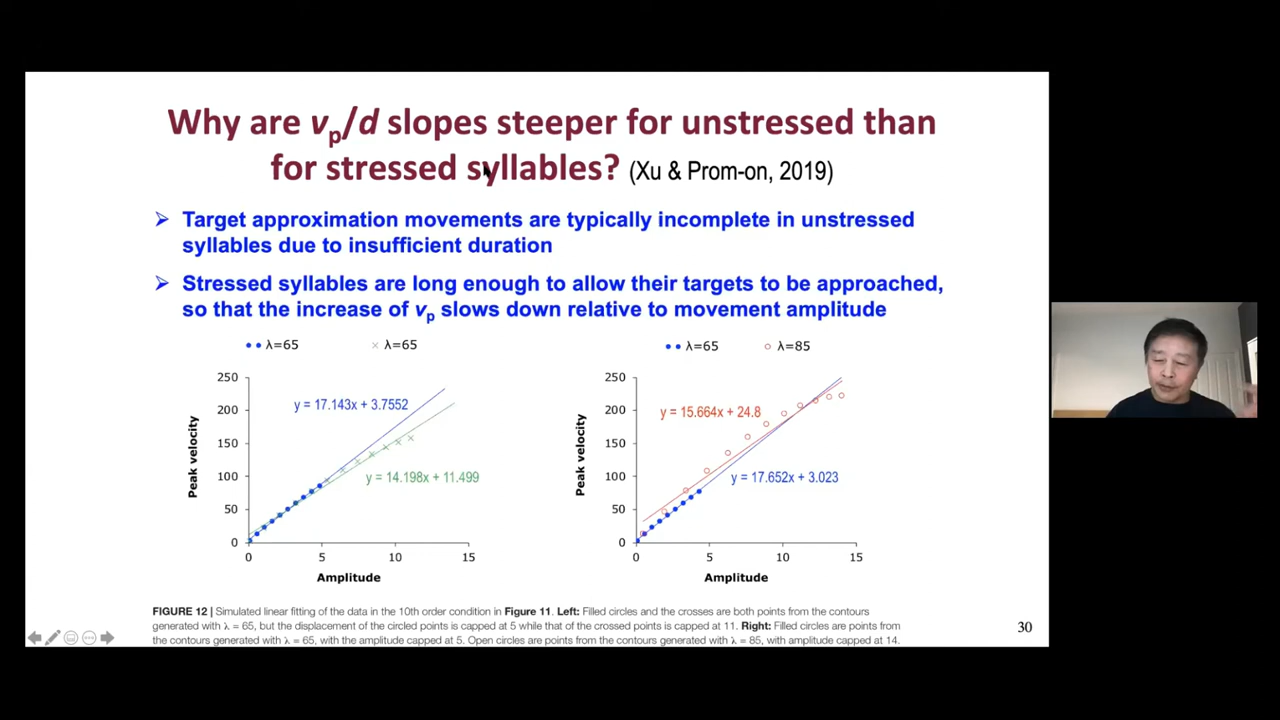 Why are vp/d slopes steeper for unstressed than
for stressed syllables? (Xu & Prom-on, 2019)
➢ Target approximation movements are typically incomplete in unstressed
syllables due to insufficient duration
➢ Stressed syllables are long enough to allow their targets to be approached,
so that the increase of vp slows down relative to movement amplitude
λ=65
λ=65
250
200
150
100
50
0
Peak velocity
y = 17.143x + 3.7552
y = 14.198x + 11.499
0
5
10
15
Amplitude
λ=65
λ=85
250
200
150
100
50
0
Peak velocity
y = 15.664x + 24.8
y = 17.652x + 3.023
0
5
10
15
Amplitude
FIGURE 12 | Simulated linear fitting of the data in the 10th order condition in Figure 11. Left: Filled circles and the crosses are both points from the contours
generated with λ = 65, but the displacement of the circled points is capped at 5 while that of the crossed points is capped at 11. Right: Filled circles are points from
the contours generated with λ = 65, with the amplitude capped at 5. Open circles are points from the contours generated with λ = 85, with amplitude capped at 14.
30